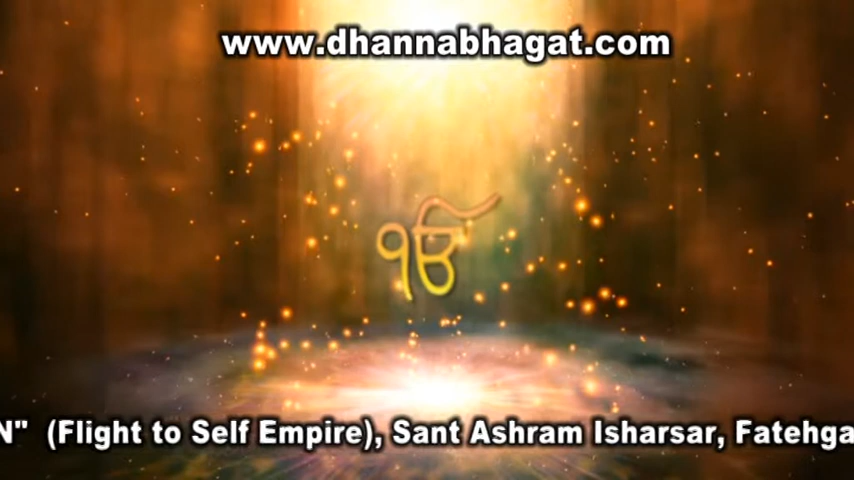 www.dhannabhagat.com
ੴ
N" (Flight to Self Empire), Sant Ashram Isharsar, Fatehga